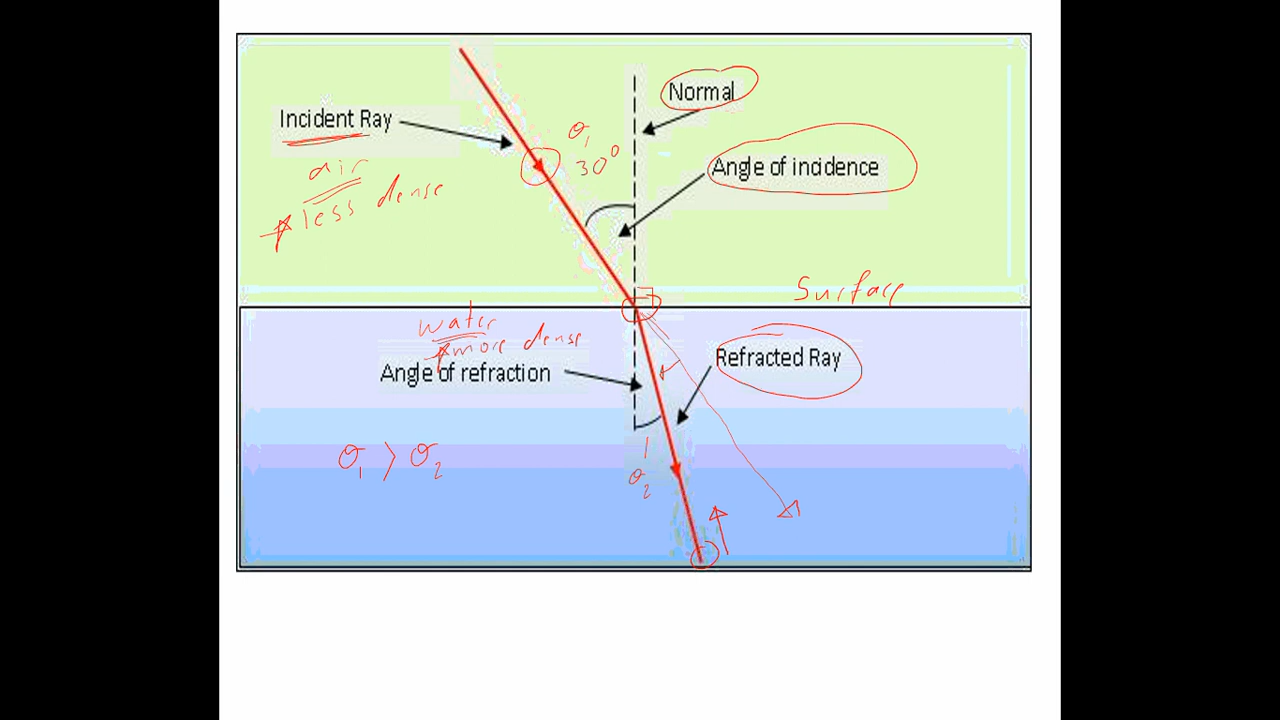 Normal
Incident Ray
θ₁
30°
Angle of incidence
air
less dense
Surface
water
more dense
Refracted Ray
Angle of refraction
θ₁ > θ₂
θ₂